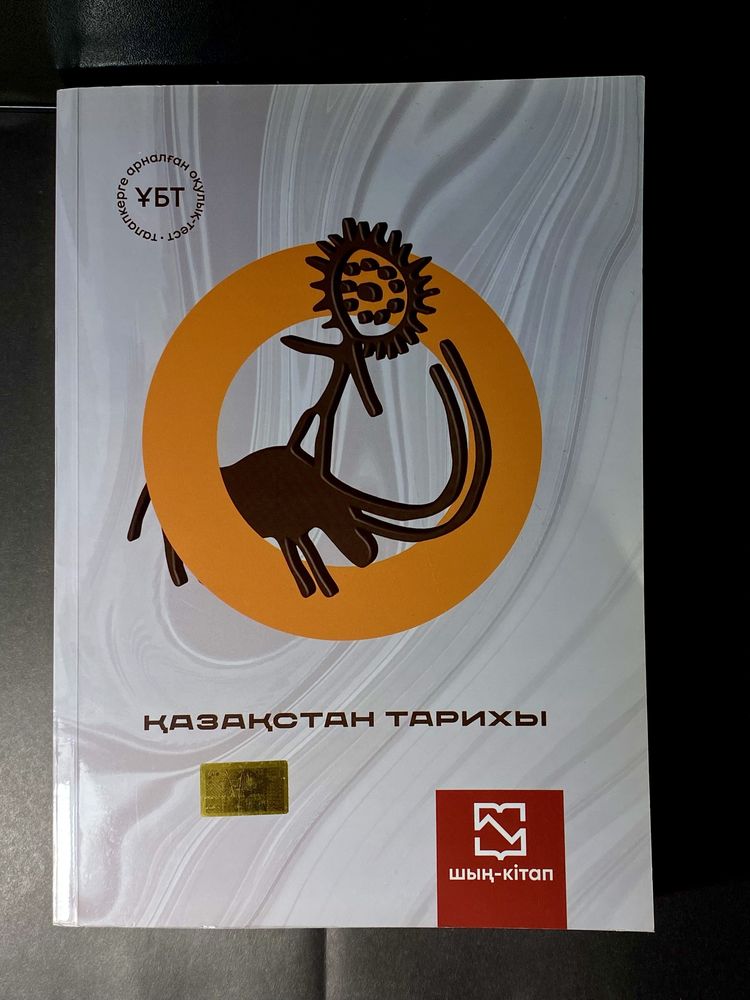 ҰБТ
талапкерге арналған оқулық-тест •
ҚАЗАҚСТАН ТАРИХЫ
шың-кітап